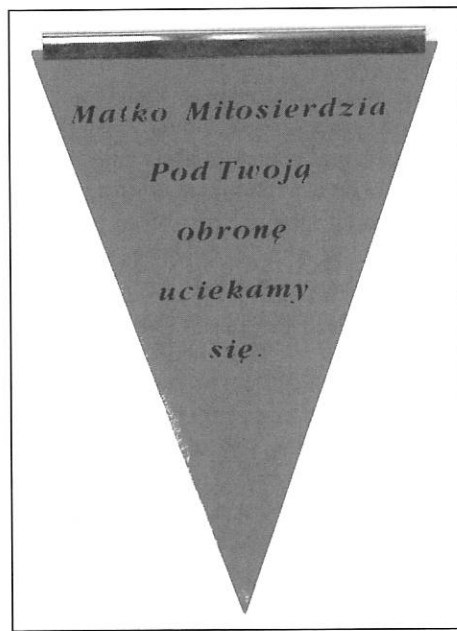 Matko Miłosierdzia
Pod Twoją
obronę
uciekamy
się.